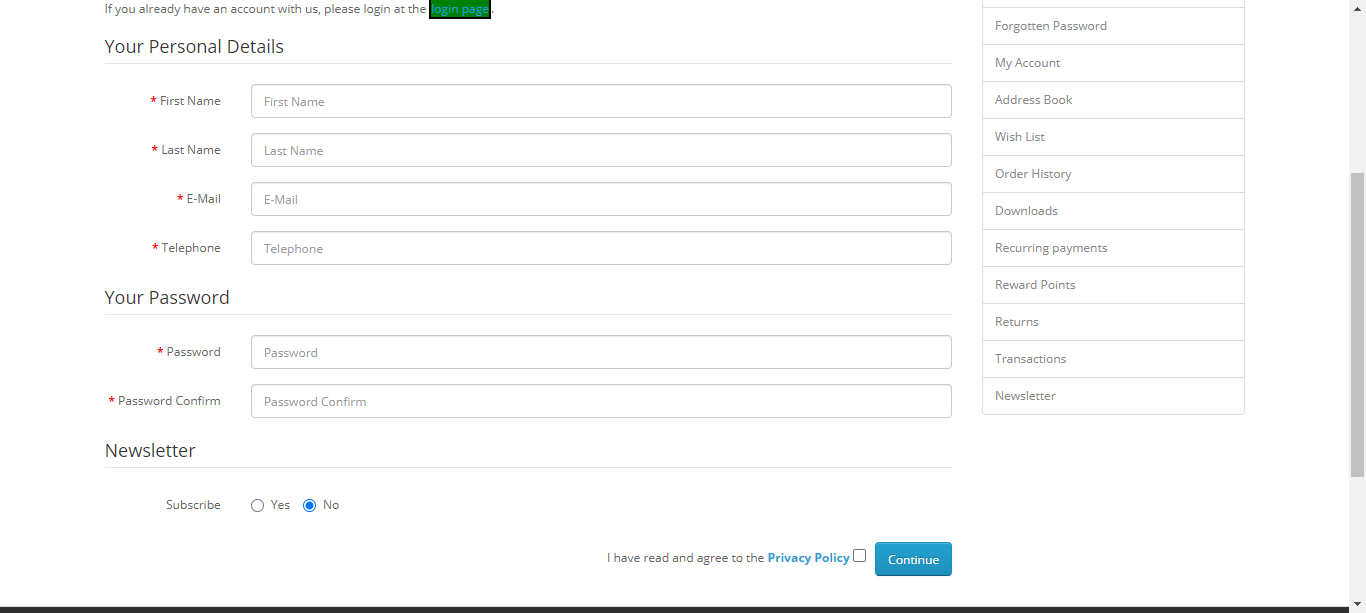 If you already have an account with us, please login at the login page.
Your Personal Details
* First Name
First Name
* Last Name
Last Name
* E-Mail
E-Mail
* Telephone
Telephone
Your Password
* Password
Password
* Password Confirm
Password Confirm
Newsletter
Subscribe
Yes
No
I have read and agree to the Privacy Policy
Continue
Forgotten Password
My Account
Address Book
Wish List
Order History
Downloads
Recurring payments
Reward Points
Returns
Transactions
Newsletter